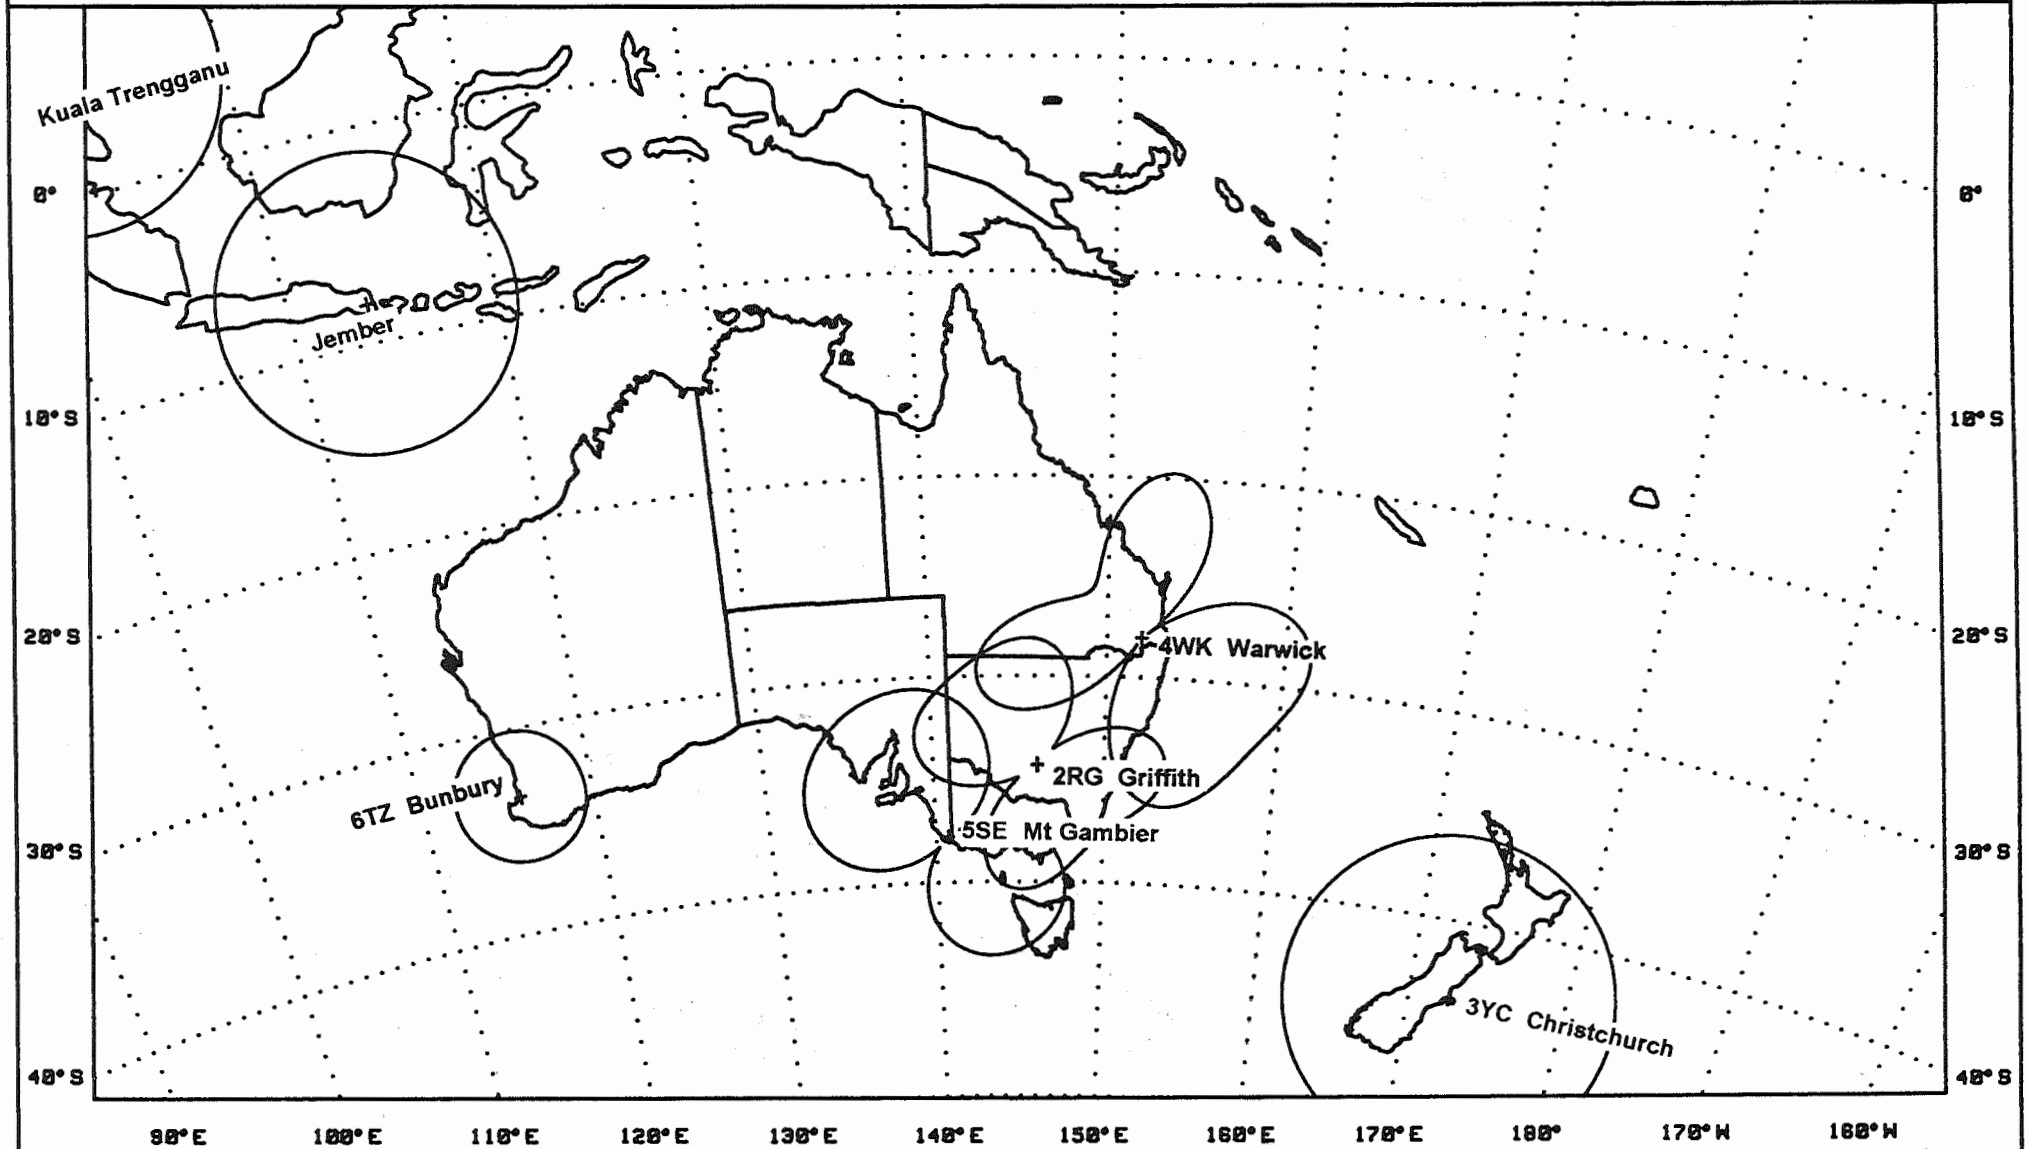 Kuala Trengganu
0°
0°
Jember
10°S
10°S
20°S
20°S
4WK Warwick
2RG Griffith
6TZ Bunbury
5SE Mt Gambier
30°S
30°S
3YC Christchurch
40°S
40°S
90°E 100°E 110°E 120°E 130°E 140°E 150°E 160°E 170°E 180° 170°W 160°W